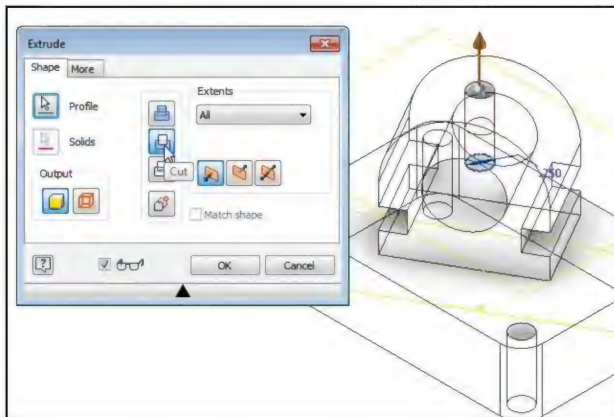 Extrude
Shape More
Profile
Solids
Output
Extents
All
Cut
Match shape
OK
Cancel
.250